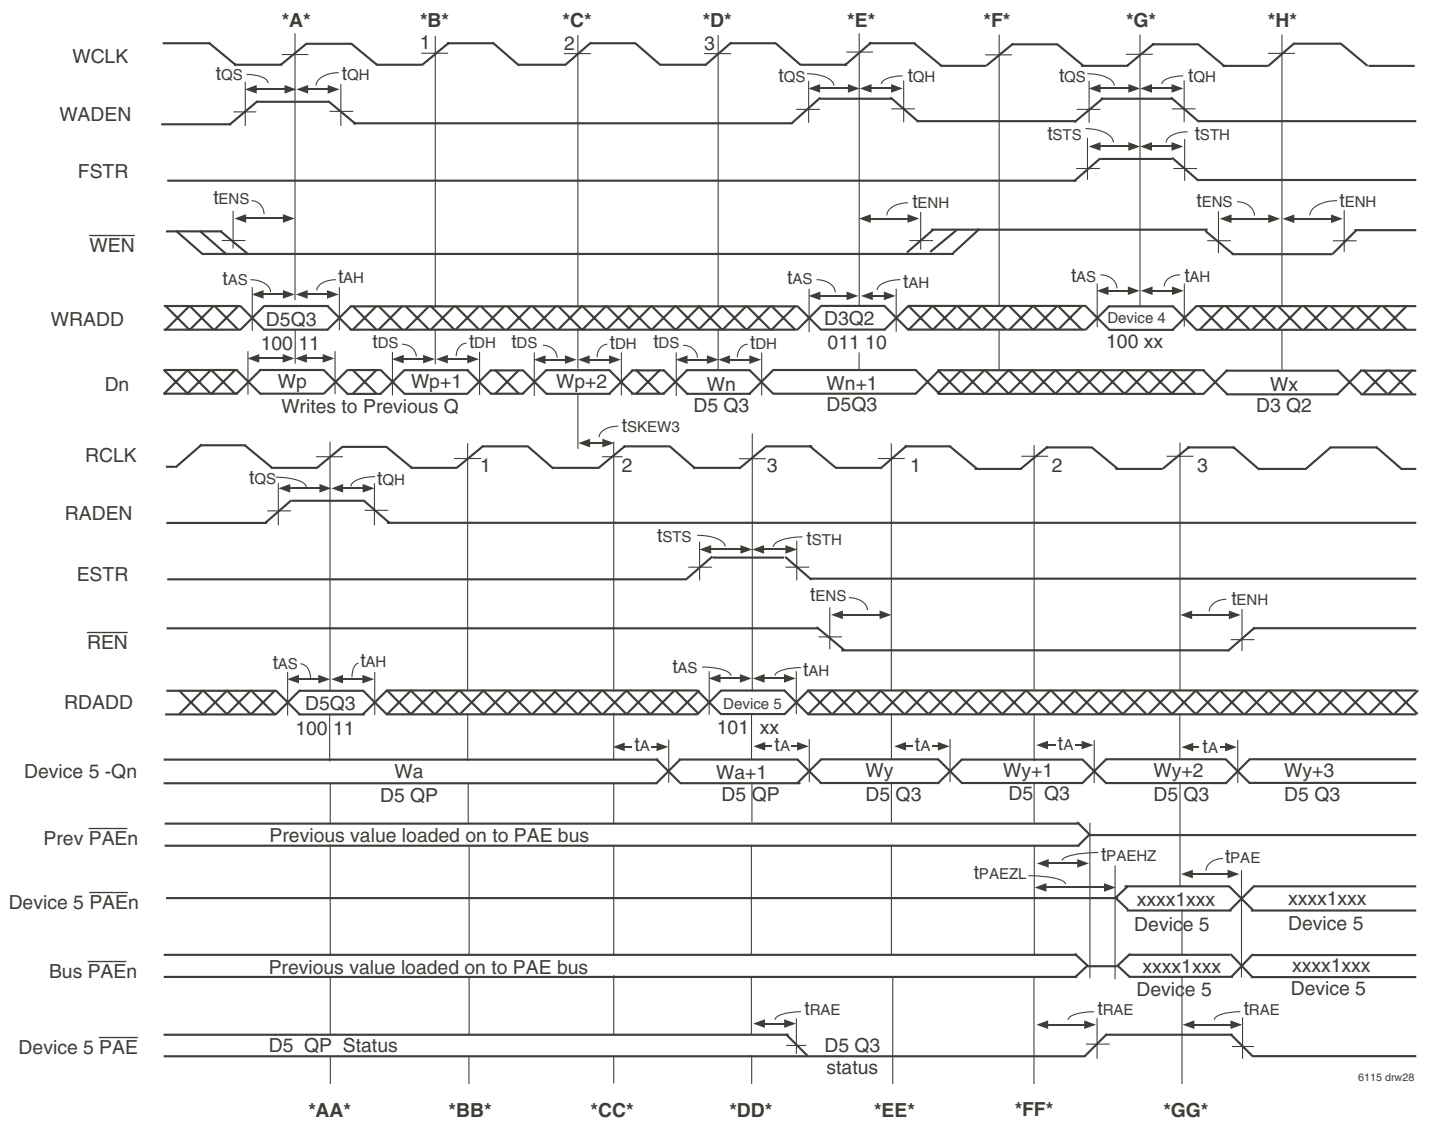 *A* *B* *C* *D* *E* *F* *G* *H*
WCLK 1 2 3
tQS tQH tQS tQH tQS tQH
WADEN
tSTS tSTH
FSTR
tENS tENH tENS tENH
WEN
tAS tAH tAS tAH tAS tAH
WRADD D5Q3 D3Q2 Device 4
100 11 011 10 100 xx
tDS tDH tDS tDH tDS tDH
Dn Wp Wp+1 Wp+2 Wn Wn+1 Wx
Writes to Previous Q D5 Q3 D5Q3 D3 Q2
tSKEW3
RCLK 1 2 3 1 2 3
tQS tQH
RADEN
tSTS tSTH
ESTR
tENS tENH
REN
tAS tAH tAS tAH
RDADD D5Q3 Device 5
100 11 101 xx
tA tA tA tA tA
Device 5 -Qn Wa Wa+1 Wy Wy+1 Wy+2 Wy+3
D5 QP D5 QP D5 Q3 D5 Q3 D5 Q3 D5 Q3
Prev PAEn Previous value loaded on to PAE bus
tPAEHZ tPAE
tPAEZL
Device 5 PAEn xxxx1xxx xxxx1xxx
Device 5 Device 5
Bus PAEn Previous value loaded on to PAE bus xxxx1xxx xxxx1xxx
Device 5 Device 5
tRAE tRAE tRAE
Device 5 PAE D5 QP Status D5 Q3
status
6115 drw28
*AA* *BB* *CC* *DD* *EE* *FF* *GG*